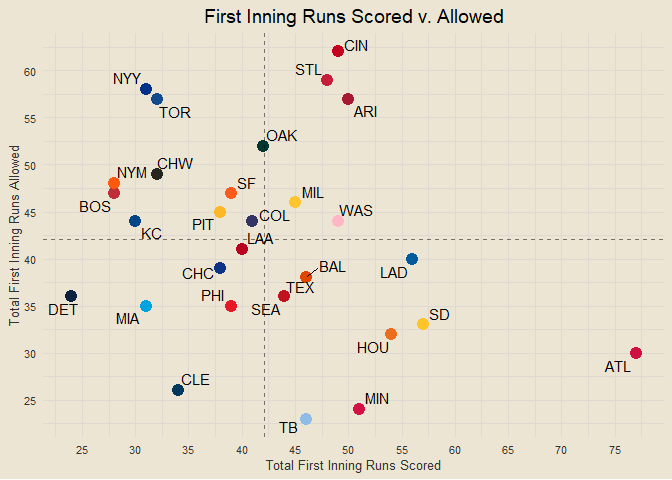 First Inning Runs Scored v. Allowed
CIN
STL
NYY
ARI
TOR
OAK
CHW
NYM
SF
MIL
BOS
WAS
COL
PIT
KC
LAA
BAL
CHC
LAD
TEX
PHI
DET
SEA
MIA
SD
HOU
ATL
CLE
MIN
TB
60
55
50
45
40
35
30
25
Total First Inning Runs Allowed
25 30 35 40 45 50 55 60 65 70 75
Total First Inning Runs Scored